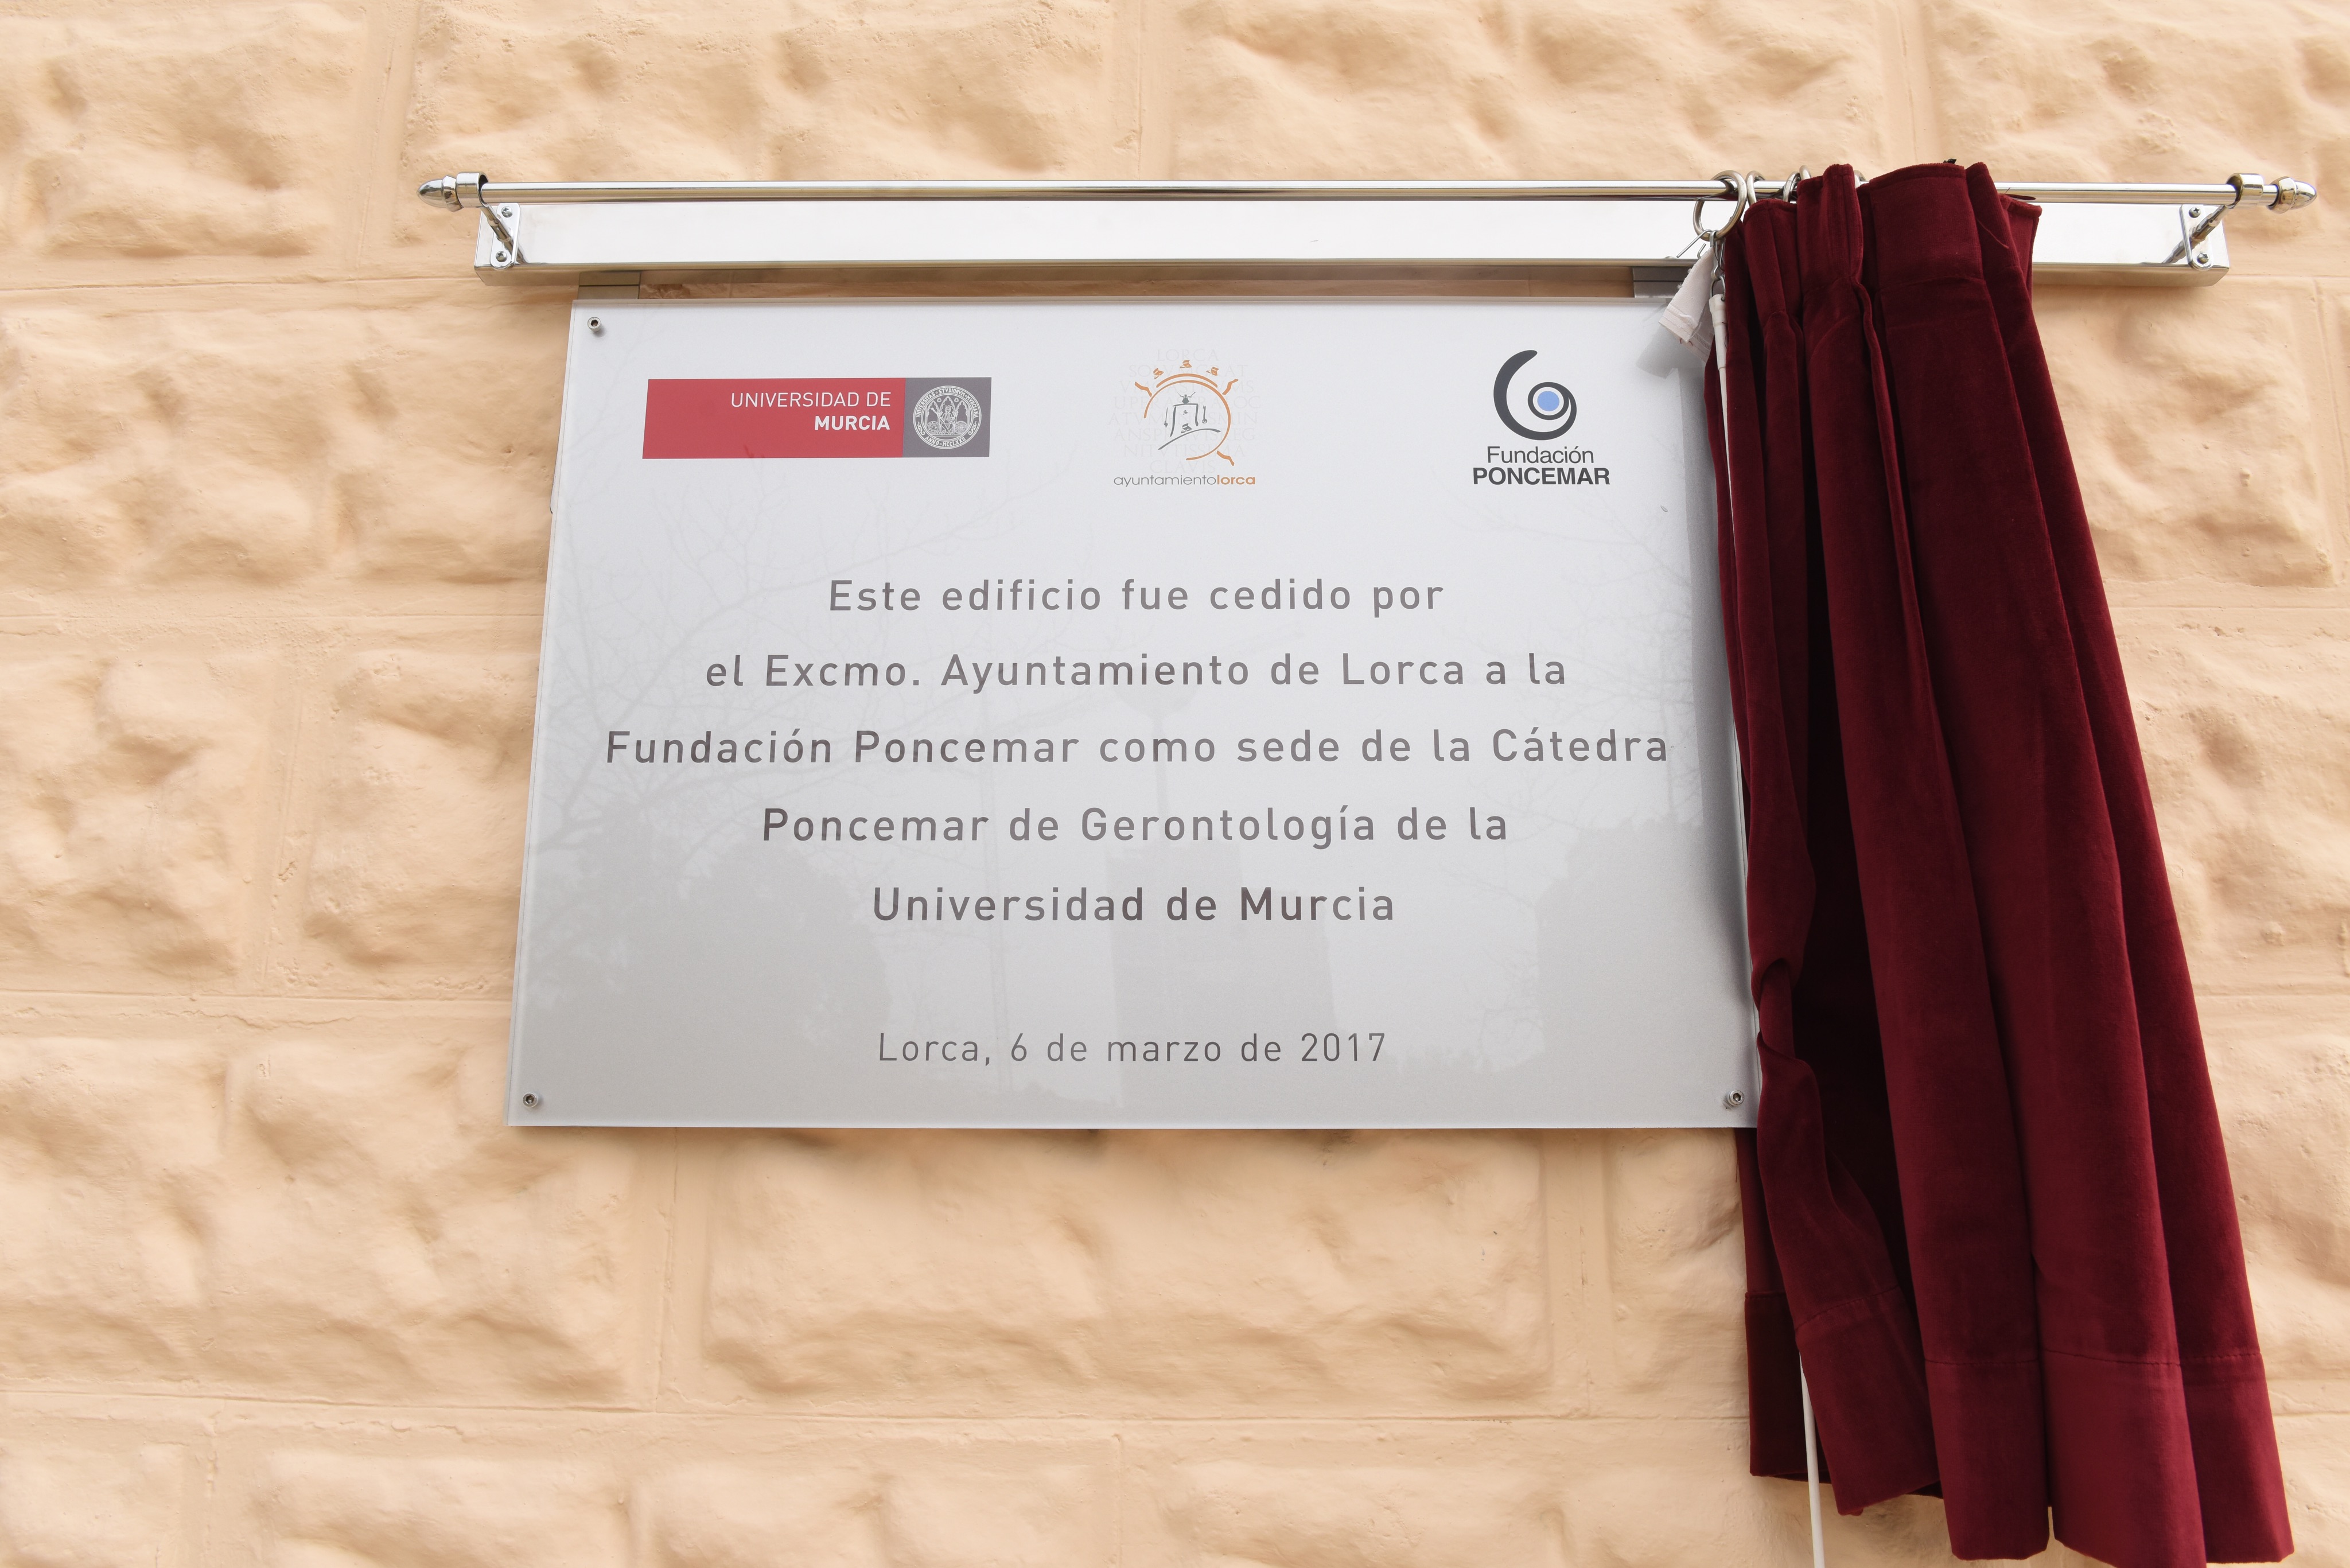 UNIVERSIDAD DE
MURCIA
LORCA
ayuntamientolorca
Fundación
PONCEMAR
Este edificio fue cedido por
el Excmo. Ayuntamiento de Lorca a la
Fundación Poncemar como sede de la Cátedra
Poncemar de Gerontología de la
Universidad de Murcia
Lorca, 6 de marzo de 2017